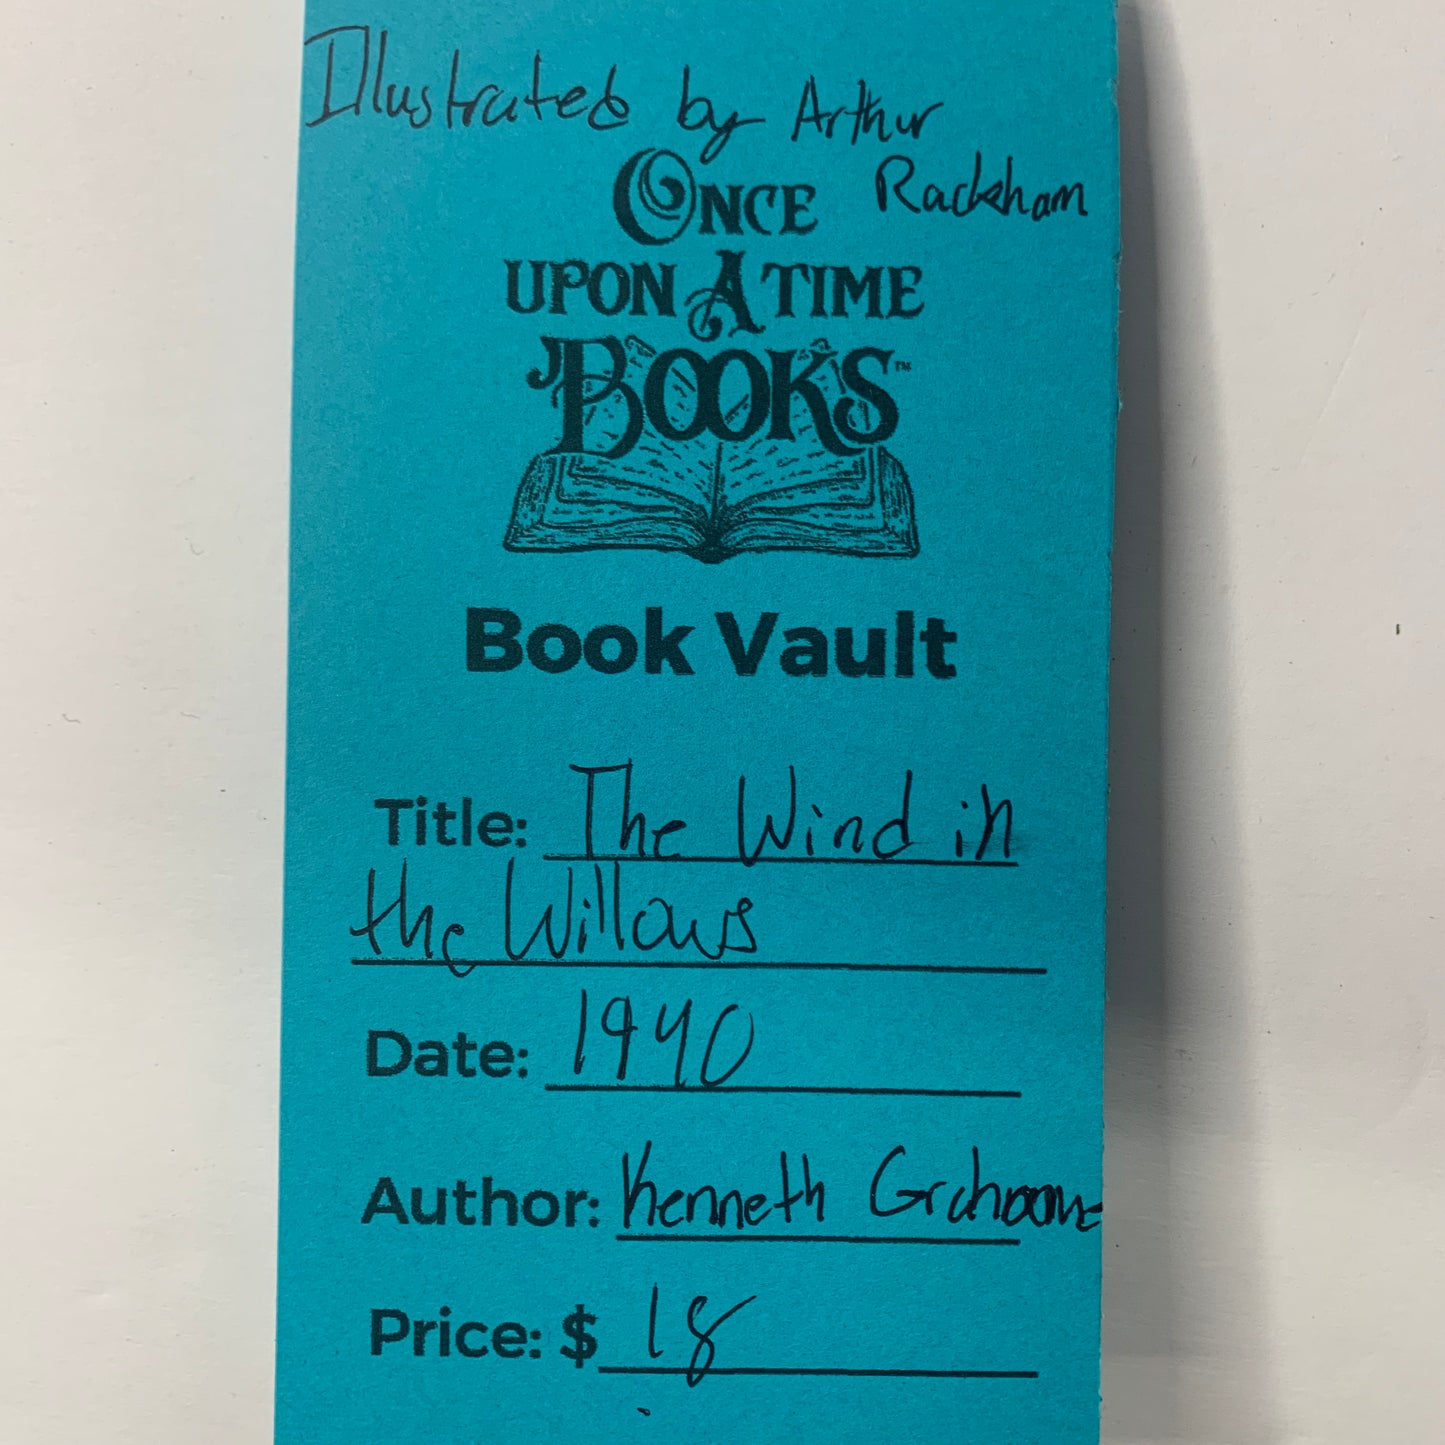 Illustrated by Arthur
Rackham
ONCE
UPON A TIME
BOOKS™
Book Vault
Title: The Wind in
the Willows
Date: 1940
Author: Kenneth Grahame
Price: $ 18